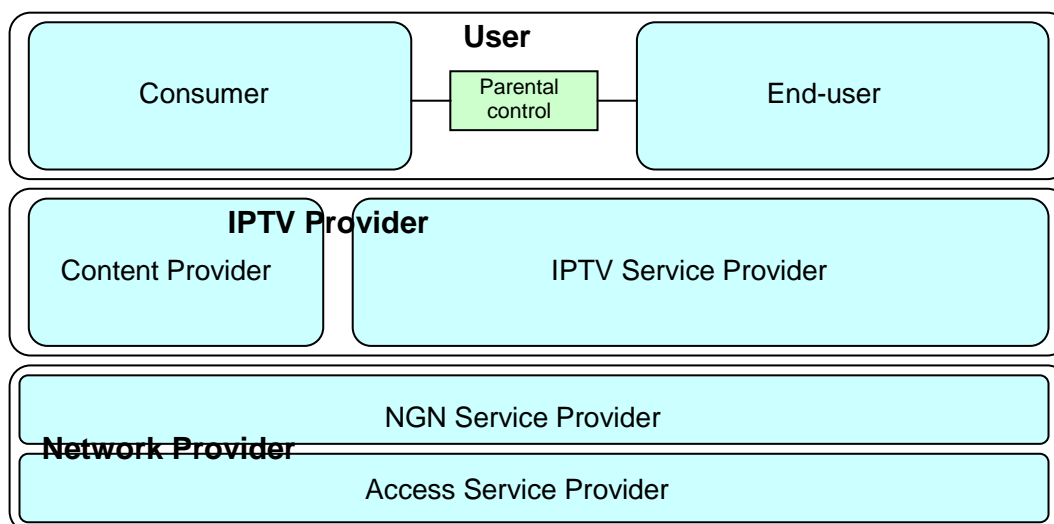 User
Consumer
Parental
control
End-user
IPTV Provider
Content Provider
IPTV Service Provider
NGN Service Provider
Network Provider
Access Service Provider